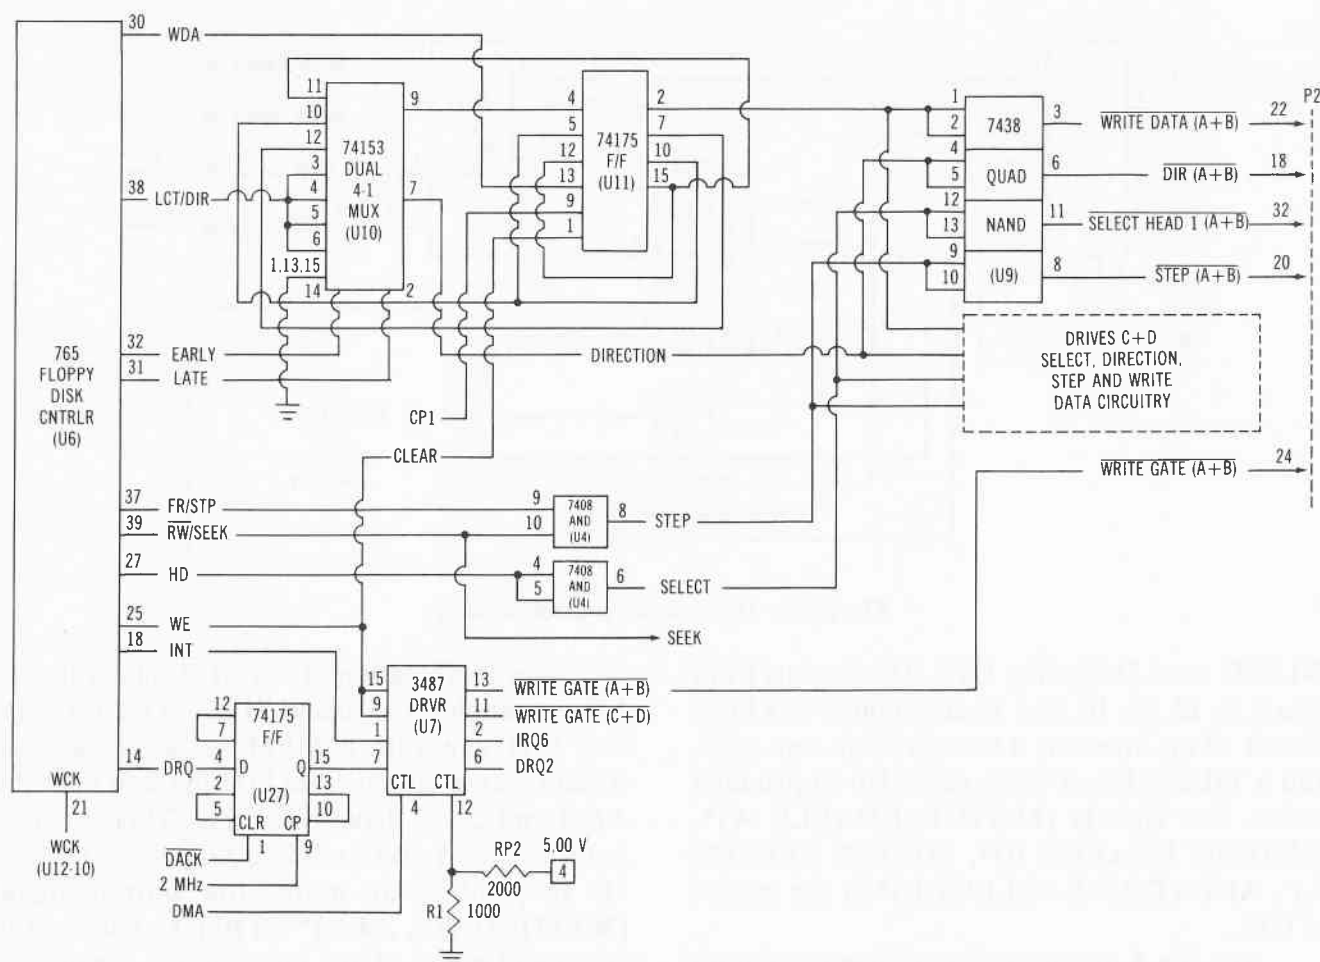 30
WDA
11
10
12
3
4
5
6
1,13,15
14
9
7
2
74153
DUAL
4-1
MUX
(U10)
4
5
12
13
9
1
74175
F/F
(U11)
2
7
10
15
1
2
4
5
12
13
9
10
7438
QUAD
NAND
(U9)
3
6
11
8
WRITE DATA (A+B)
DIR (A+B)
SELECT HEAD 1 (A+B)
STEP (A+B)
22
18
32
20
P2
38
LCT/DIR
765
FLOPPY
DISK
CNTRLR
(U6)
32
EARLY
31
LATE
DIRECTION
CP1
CLEAR
DRIVES C+D
SELECT, DIRECTION,
STEP AND WRITE
DATA CIRCUITRY
WRITE GATE (A+B)
24
37
FR/STP
39
RW/SEEK
9
10
7408
AND
(U4)
8
STEP
27
HD
4
5
7408
AND
(U4)
6
SELECT
25
WE
18
INT
SEEK
15
9
1
7
3487
DRVR
(U7)
CTL
CTL
13
11
2
6
WRITE GATE (A+B)
WRITE GATE (C+D)
IRQ6
DRQ2
4
12
12
7
4
2
5
74175
F/F
D
Q
(U27)
CLR
CP
15
13
10
1
9
14
DRQ
WCK
21
WCK
(U12-10)
DACK
2 MHz
DMA
RP2
2000
5.00 V
4
R1
1000